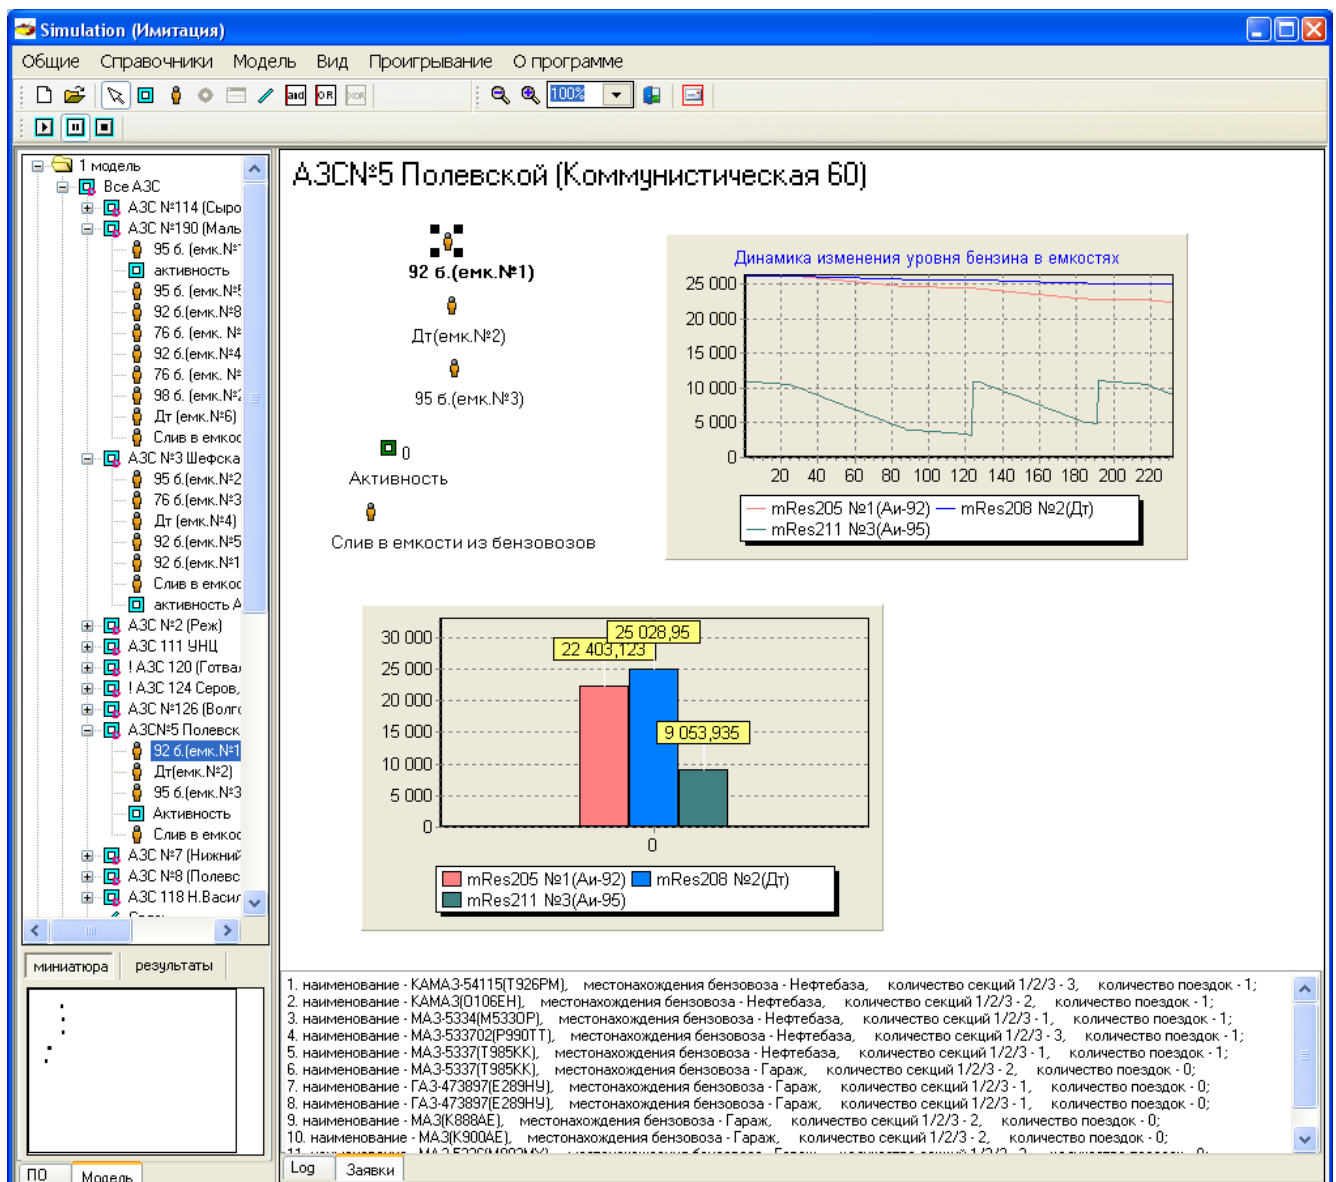 Simulation (Имитация)
Общие Справочники Модель Вид Проигрывание О программе
and OR XOR 100%
1 модель
Все АЗС
АЗС №114 (Сыро
АЗС №190 (Маль
95 б. (емк.№
активность
95 б. (емк.№5
92 б.(емк.№8
76 б. (емк. №
92 б.(емк.№4
76 б. (емк. №
98 б. (емк.№2
Дт (емк.№6)
Слив в емкос
АЗС №3 Шефска
95 б.(емк.№2
76 б.(емк.№3
Дт (емк.№4)
92 б.(емк.№5
92 б.(емк.№1
Слив в емкос
активность А
АЗС №2 (Реж)
АЗС 111 УНЦ
! АЗС 120 (Готва
! АЗС 124 Серов,
АЗС №126 (Волго
АЗС№5 Полевск
92 б.(емк.№1
Дт(емк.№2)
95 б.(емк.№3
Активность
Слив в емкос
АЗС №7 (Нижний
АЗС №8 (Полевс
АЗС 118 Н.Васил
миниатюра результаты
ПО Модель
АЗС№5 Полевской (Коммунистическая 60)
92 б.(емк.№1)
Дт(емк.№2)
95 б.(емк.№3)
0
Активность
Слив в емкости из бензовозов
Динамика изменения уровня бензина в емкостях
25 000
20 000
15 000
10 000
5 000
0
20 40 60 80 100 120 140 160 180 200 220
mRes205 №1(Аи-92) mRes208 №2(Дт)
mRes211 №3(Аи-95)
30 000
25 000
20 000
15 000
10 000
5 000
0
25 028,95
22 403,123
9 053,935
0
mRes205 №1(Аи-92) mRes208 №2(Дт)
mRes211 №3(Аи-95)
1. наименование - КАМАЗ-54115(Т926РМ), местонахождения бензовоза - Нефтебаза, количество секций 1/2/3 - 3, количество поездок - 1;
2. наименование - КАМАЗ(О106ЕН), местонахождения бензовоза - Нефтебаза, количество секций 1/2/3 - 2, количество поездок - 1;
3. наименование - МАЗ-5334(М533ОР), местонахождения бензовоза - Нефтебаза, количество секций 1/2/3 - 1, количество поездок - 1;
4. наименование - МАЗ-533702(Р990ТТ), местонахождения бензовоза - Нефтебаза, количество секций 1/2/3 - 3, количество поездок - 1;
5. наименование - МАЗ-5337(Т985КК), местонахождения бензовоза - Нефтебаза, количество секций 1/2/3 - 1, количество поездок - 1;
6. наименование - МАЗ-5337(Т985КК), местонахождения бензовоза - Гараж, количество секций 1/2/3 - 2, количество поездок - 0;
7. наименование - ГАЗ-473897(Е289НУ), местонахождения бензовоза - Гараж, количество секций 1/2/3 - 1, количество поездок - 0;
8. наименование - ГАЗ-473897(Е289НУ), местонахождения бензовоза - Гараж, количество секций 1/2/3 - 1, количество поездок - 0;
9. наименование - МАЗ(К888АЕ), местонахождения бензовоза - Гараж, количество секций 1/2/3 - 2, количество поездок - 0;
10. наименование - МАЗ(К900АЕ), местонахождения бензовоза - Гараж, количество секций 1/2/3 - 2, количество поездок - 0;
Log Заявки